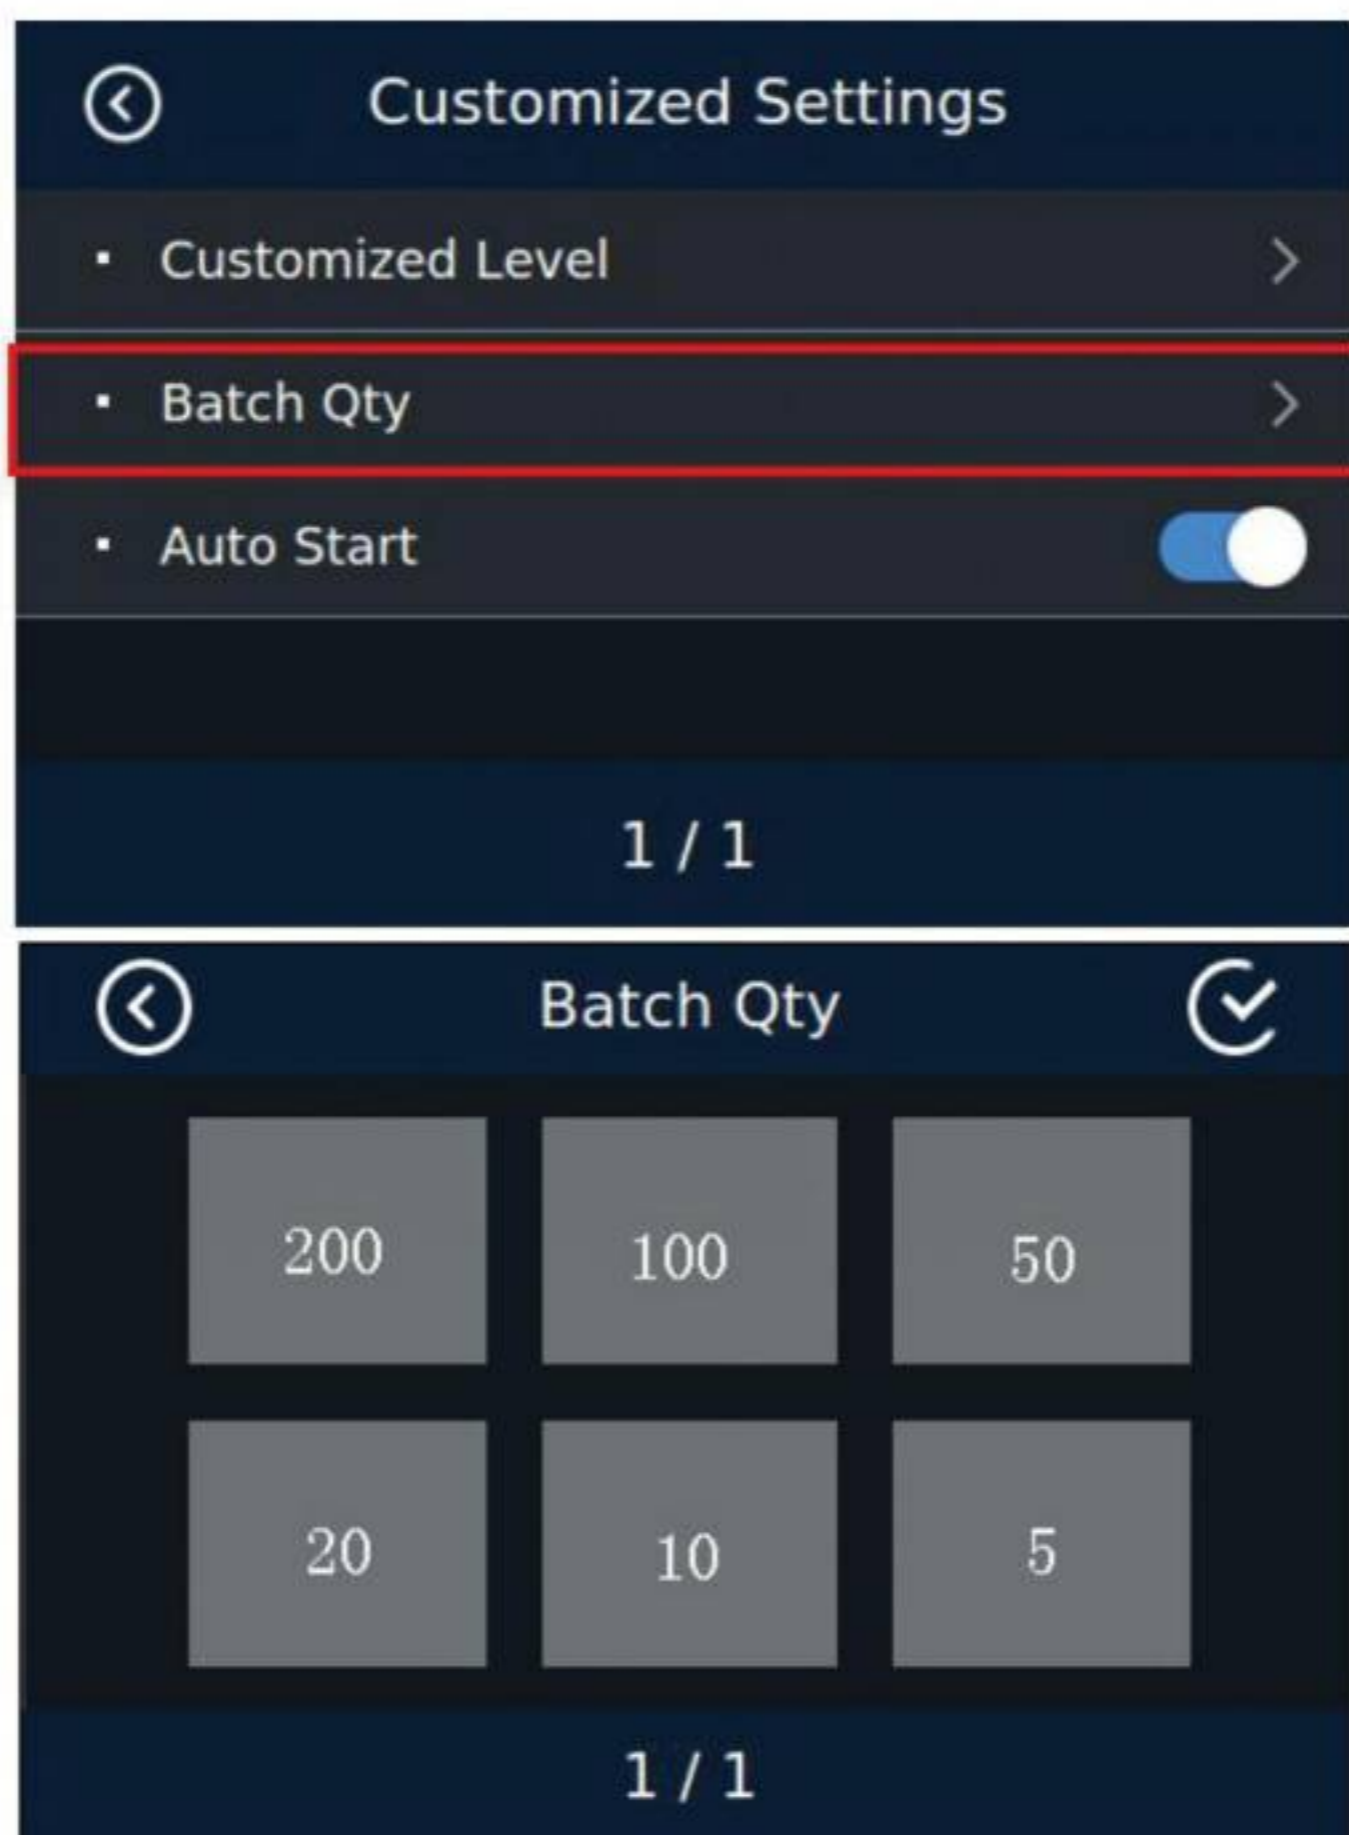 Customized Settings
Customized Level
Batch Qty
Auto Start
1 / 1
Batch Qty
200 100 50
20 10 5
1 / 1